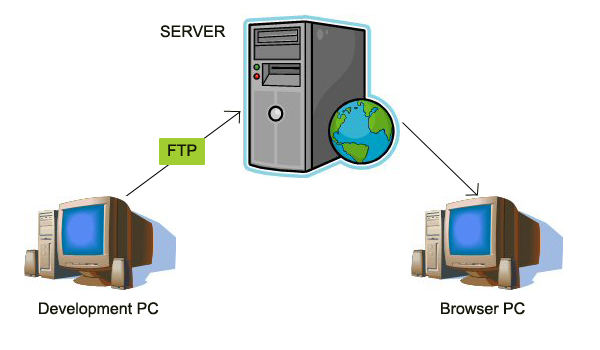 SERVER
FTP
Development PC
Browser PC